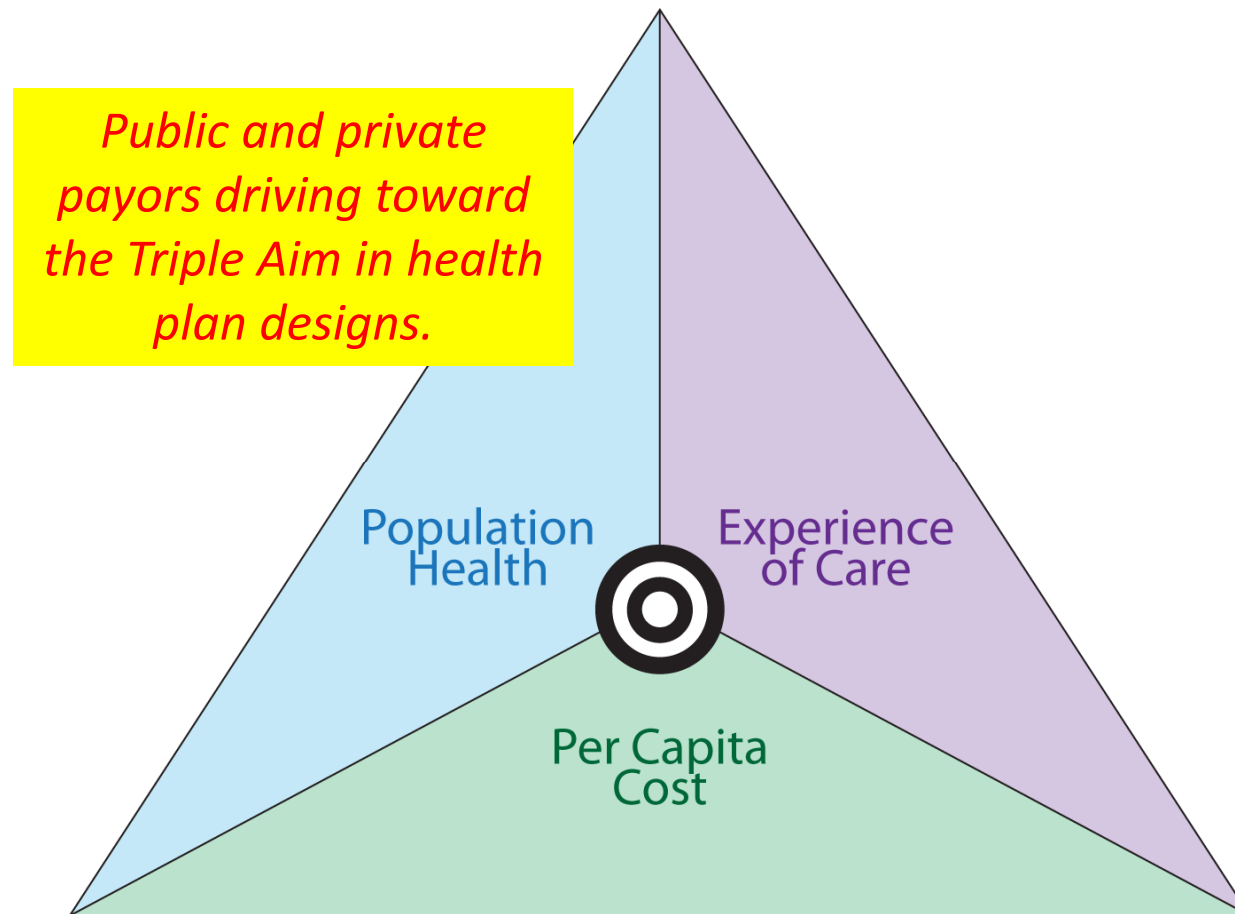 Public and private
payors driving toward
the Triple Aim in health
plan designs.
Population
Health
Experience
of Care
Per Capita
Cost